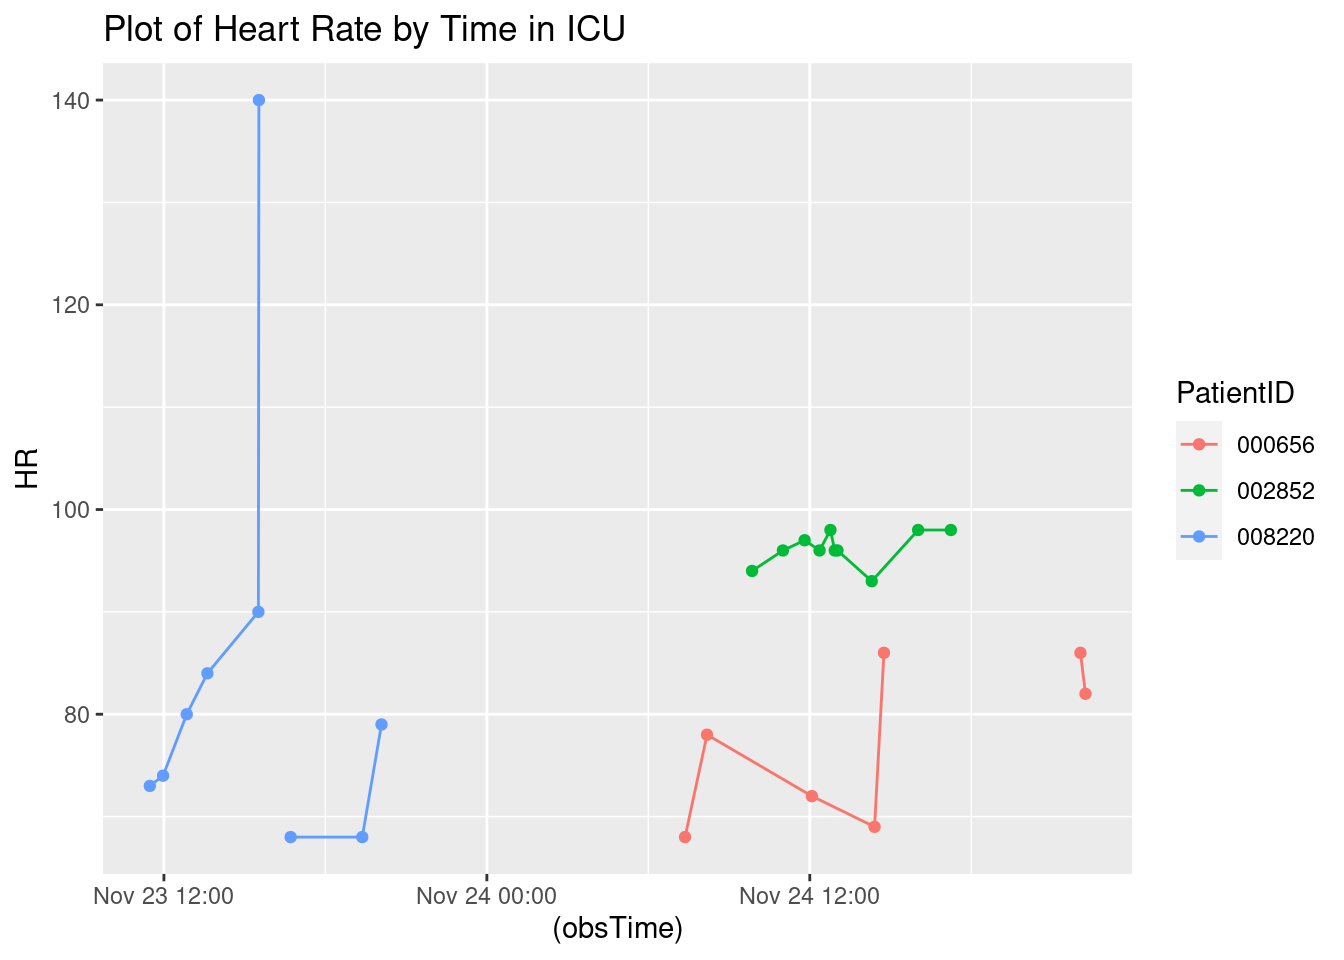 Plot of Heart Rate by Time in ICU
140
120
100
80
HR
Nov 23 12:00
Nov 24 00:00
Nov 24 12:00
(obsTime)
PatientID
000656
002852
008220